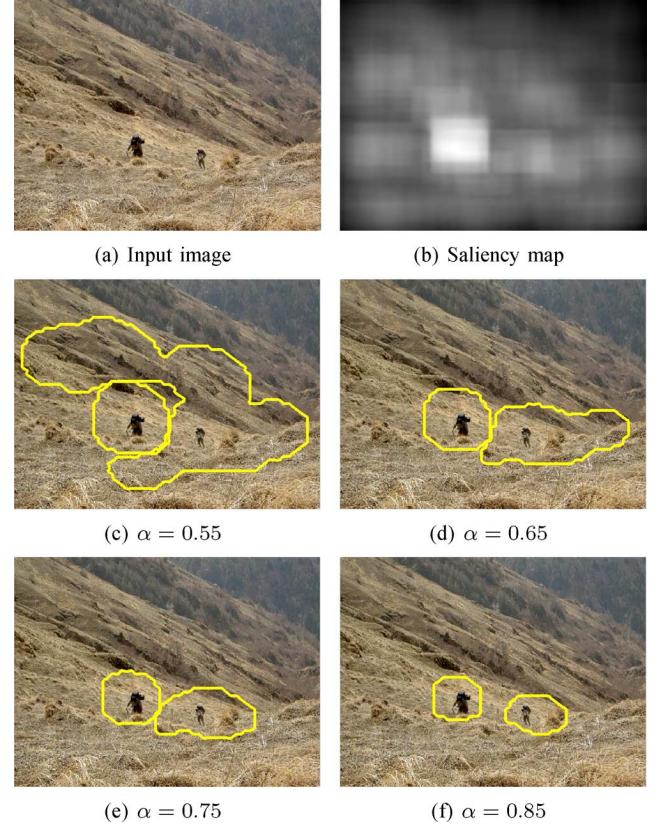 (a) Input image
(b) Saliency map
(c) α = 0.55
(d) α = 0.65
(e) α = 0.75
(f) α = 0.85